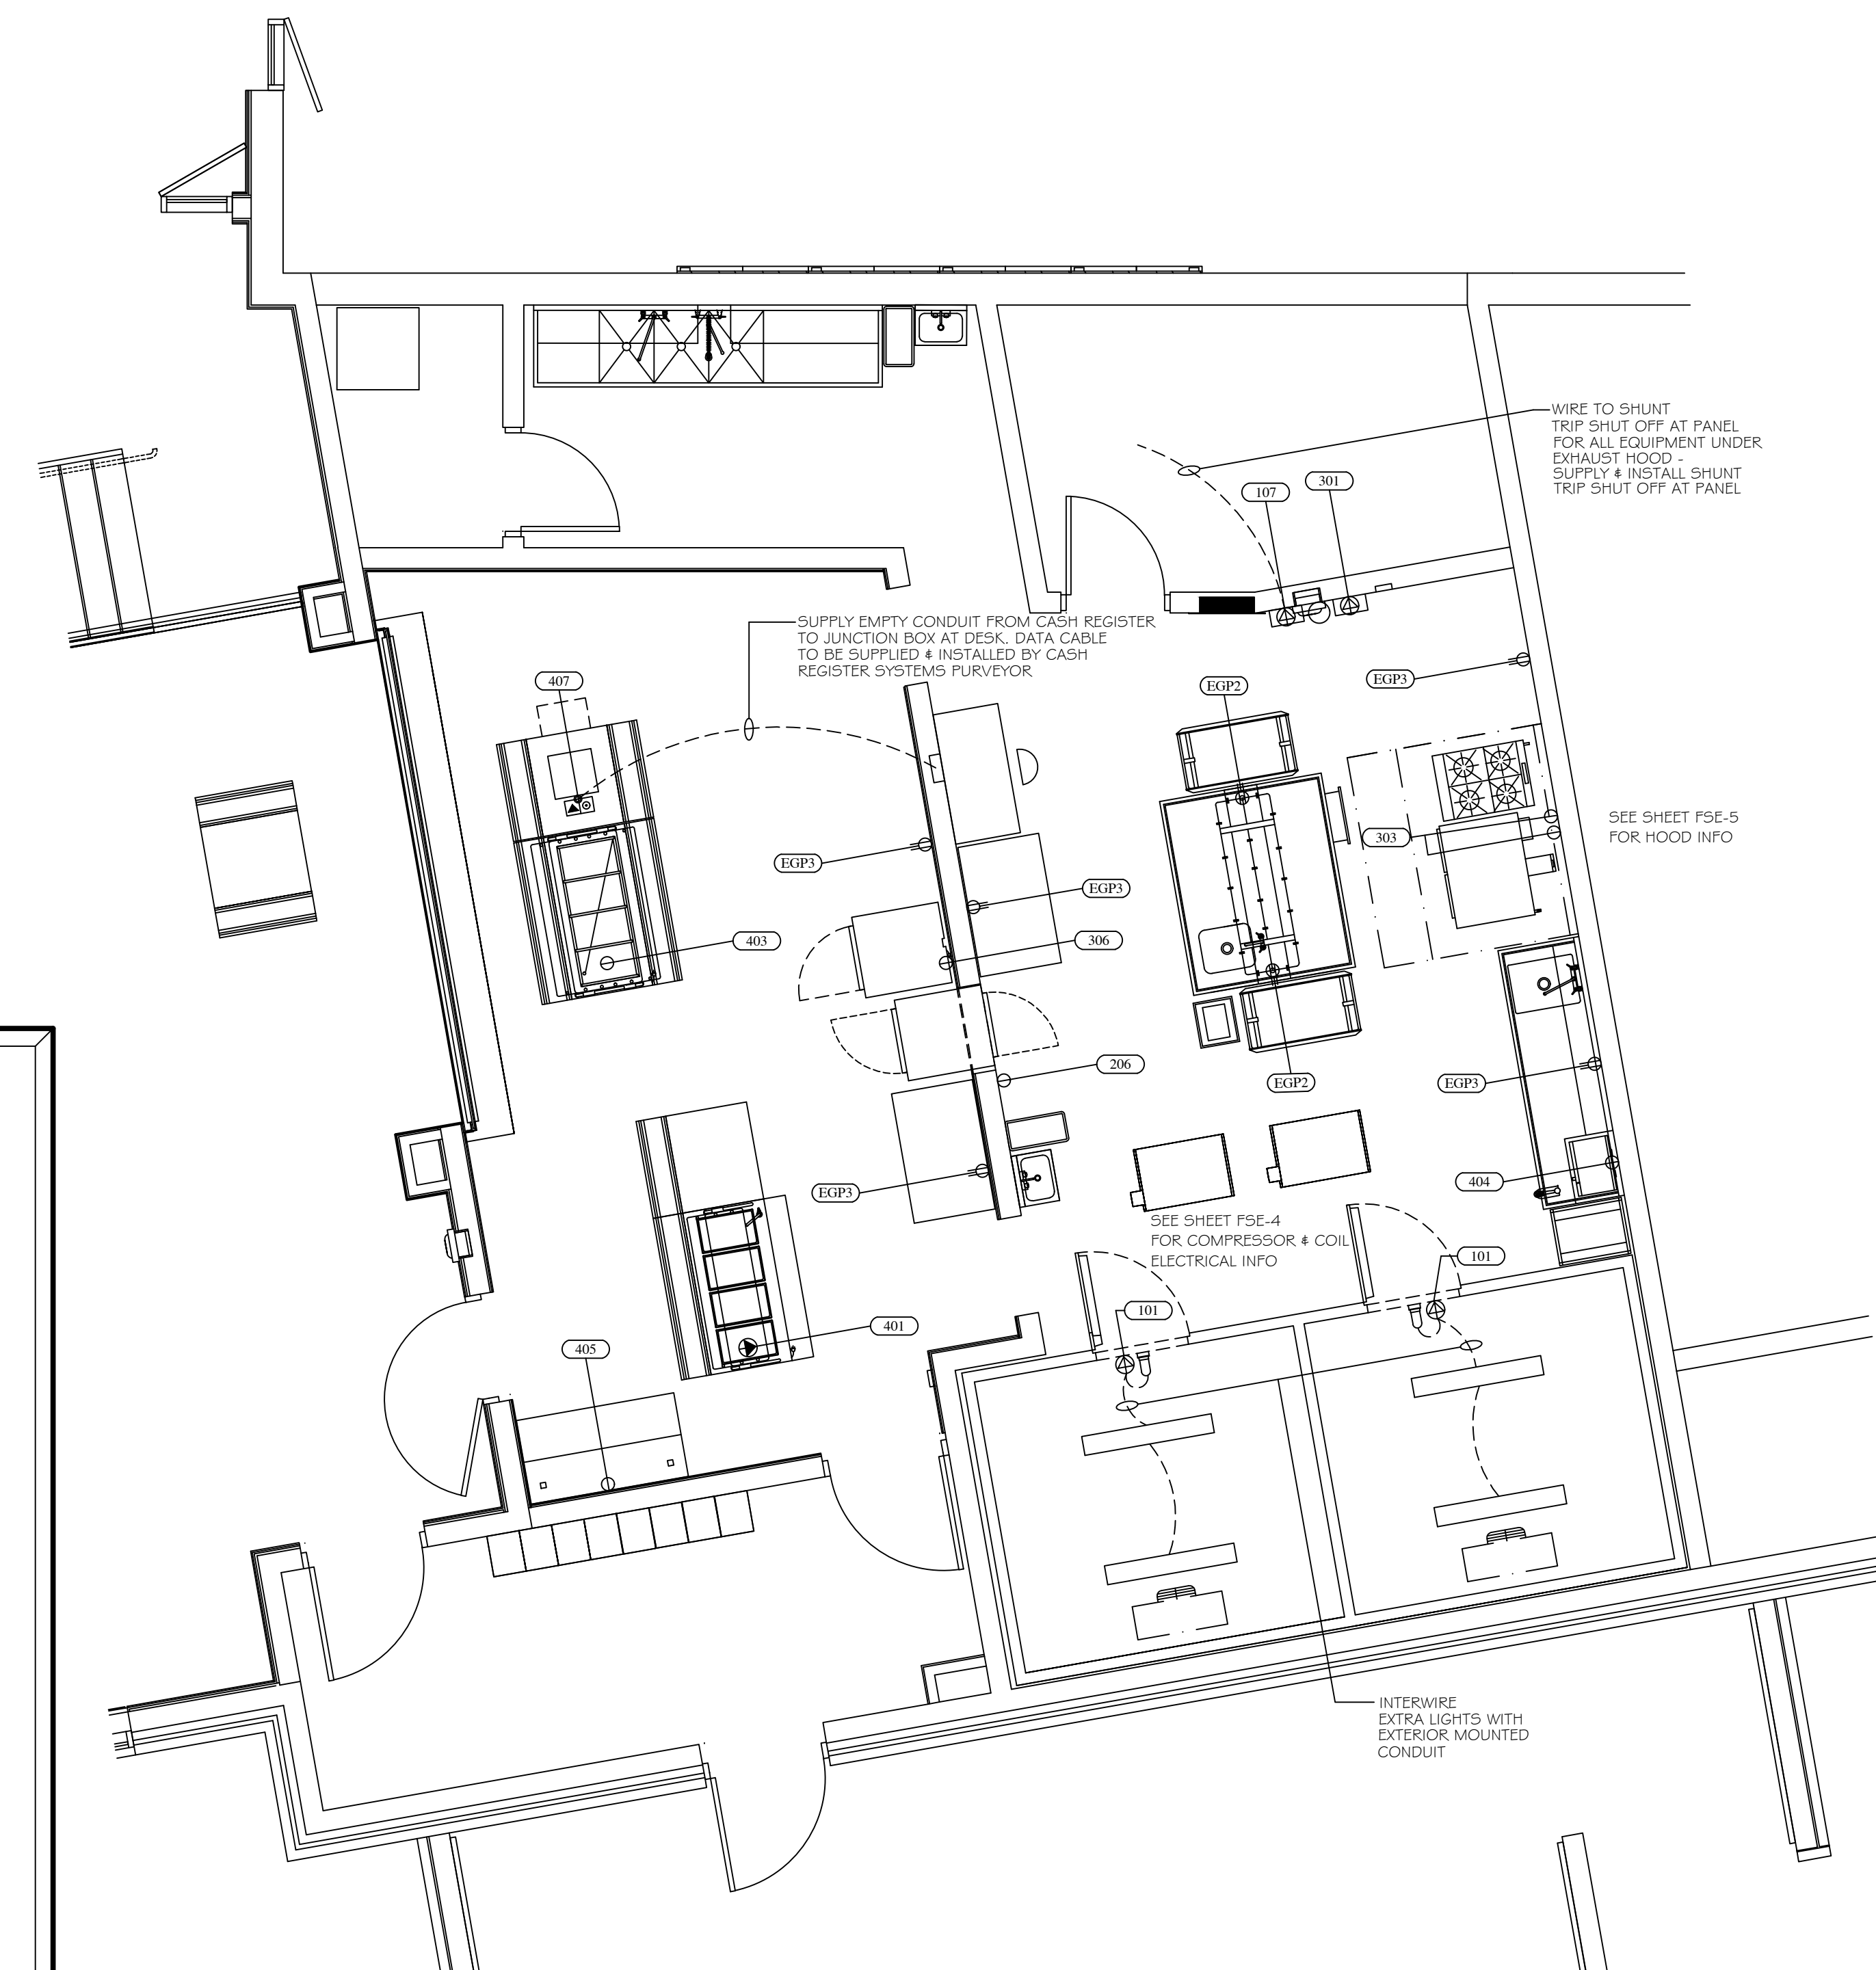 WIRE TO SHUNT
TRIP SHUT OFF AT PANEL
FOR ALL EQUIPMENT UNDER
EXHAUST HOOD -
SUPPLY & INSTALL SHUNT
TRIP SHUT OFF AT PANEL
107
301
SUPPLY EMPTY CONDUIT FROM CASH REGISTER
TO JUNCTION BOX AT DESK. DATA CABLE
TO BE SUPPLIED & INSTALLED BY CASH
REGISTER SYSTEMS PURVEYOR
407
EGP2
EGP3
SEE SHEET FSE-5
FOR HOOD INFO
303
EGP3
EGP3
403
306
206
EGP2
EGP3
EGP3
404
SEE SHEET FSE-4
FOR COMPRESSOR & COIL
ELECTRICAL INFO
101
101
401
405
INTERWIRE
EXTRA LIGHTS WITH
EXTERIOR MOUNTED
CONDUIT